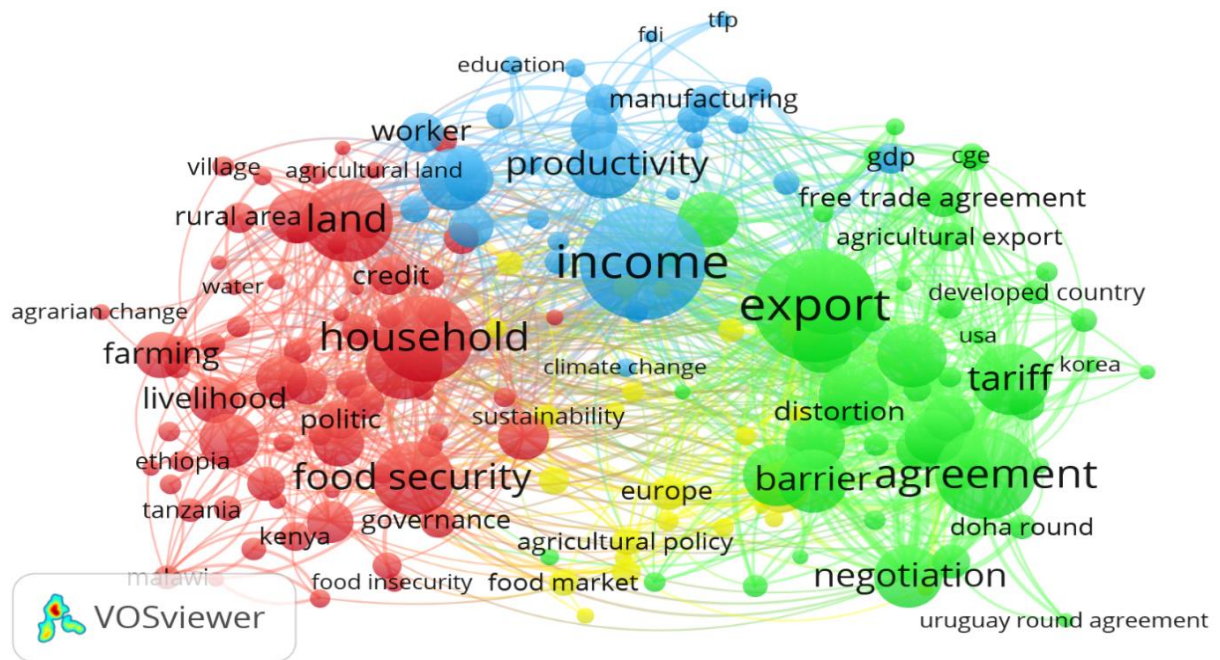 tfp
fdi
education
manufacturing
worker
productivity
gdp
cge
village
agricultural land
free trade agreement
rural area
land
agricultural export
income
credit
water
developed country
export
agrarian change
household
usa
farming
climate change
korea
tariff
livelihood
politic
sustainability
distortion
ethiopia
food security
barrier
agreement
europe
tanzania
governance
doha round
kenya
agricultural policy
malawi
food insecurity
food market
negotiation
VOSviewer
uruguay round agreement